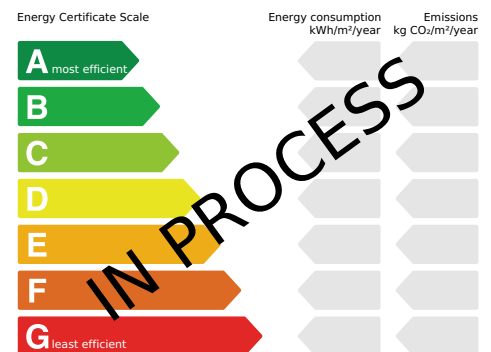 Energy Certificate Scale
Energy consumption
kWh/m²/year
Emissions
kg CO₂/m²/year
A most efficient
B
C
D
E
F
G least efficient
IN PROCESS